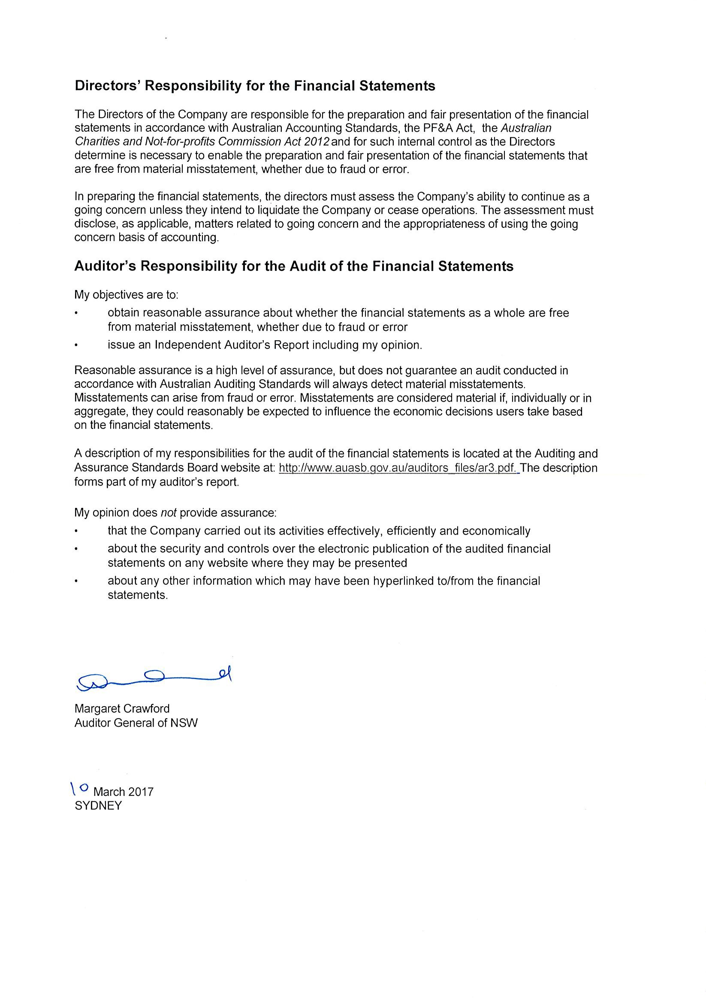 Directors' Responsibility for the Financial Statements
The Directors of the Company are responsible for the preparation and fair presentation of the financial
statements in accordance with Australian Accounting Standards, the PF&A Act,  the Australian
Charities and Not-for-profits Commission Act 2012 and for such internal control as the Directors
determine is necessary to enable the preparation and fair presentation of the financial statements that
are free from material misstatement, whether due to fraud or error.
In preparing the financial statements, the directors must assess the Company's ability to continue as a
going concern unless they intend to liquidate the Company or cease operations. The assessment must
disclose, as applicable, matters related to going concern and the appropriateness of using the going
concern basis of accounting.
Auditor's Responsibility for the Audit of the Financial Statements
My objectives are to:
• obtain reasonable assurance about whether the financial statements as a whole are free
from material misstatement, whether due to fraud or error
• issue an Independent Auditor's Report including my opinion.
Reasonable assurance is a high level of assurance, but does not guarantee an audit conducted in
accordance with Australian Auditing Standards will always detect material misstatements.
Misstatements can arise from fraud or error. Misstatements are considered material if, individually or in
aggregate, they could reasonably be expected to influence the economic decisions users take based
on the financial statements.
A description of my responsibilities for the audit of the financial statements is located at the Auditing and
Assurance Standards Board website at: http://www.auasb.gov.au/auditors_files/ar3.pdf. The description
forms part of my auditor's report.
My opinion does not provide assurance:
• that the Company carried out its activities effectively, efficiently and economically
• about the security and controls over the electronic publication of the audited financial
statements on any website where they may be presented
• about any other information which may have been hyperlinked to/from the financial
statements.
Margaret Crawford
Auditor General of NSW
10 March 2017
SYDNEY